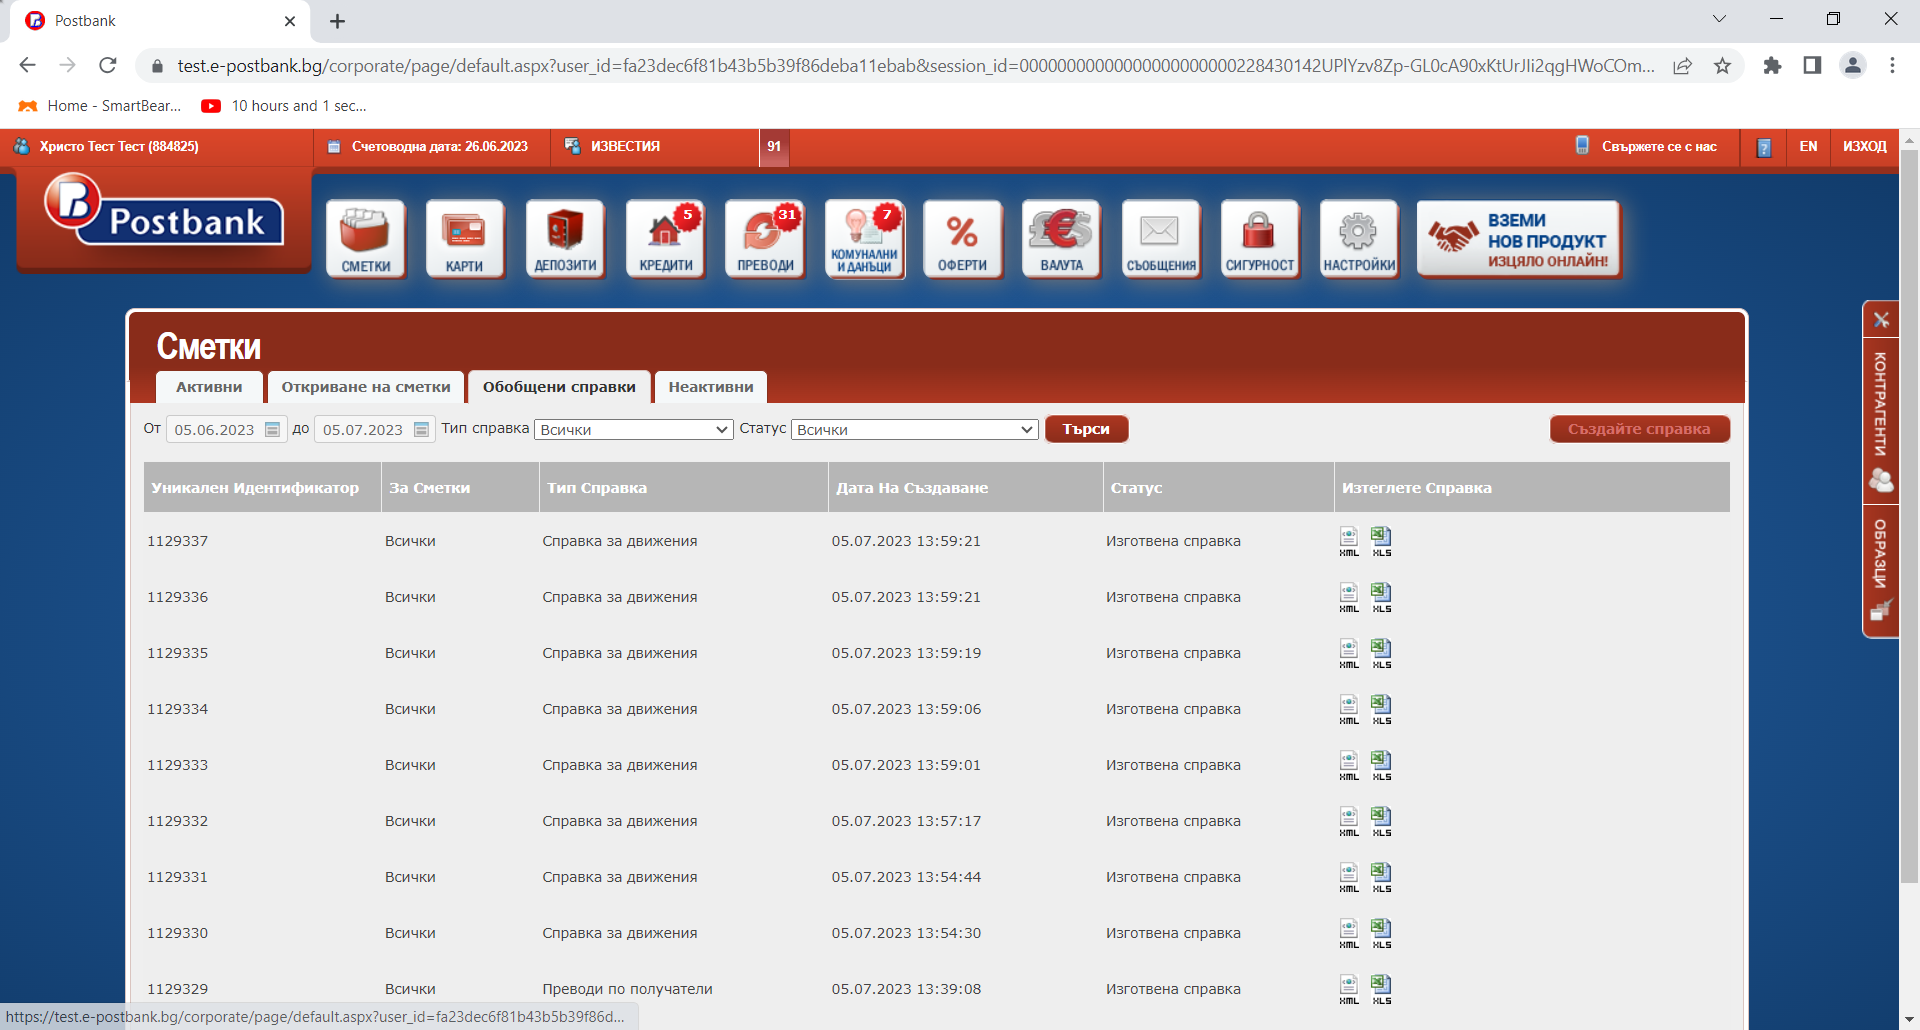 Postbank
test.e-postbank.bg/corporate/page/default.aspx?user_id=fa23dec6f81b43b5b39f86deba11ebab&session_id=
Home - SmartBear...
10 hours and 1 sec...
Христо Тест Тест (884825)
Счетоводна дата: 26.06.2023
ИЗВЕСТИЯ
91
Свържете се с нас
EN
ИЗХОД
Postbank
СМЕТКИ
КАРТИ
ДЕПОЗИТИ
5
КРЕДИТИ
31
ПРЕВОДИ
7
КОМУНАЛНИ
И ДАНЪЦИ
ОФЕРТИ
ВАЛУТА
СЪОБЩЕНИЯ
СИГУРНОСТ
НАСТРОЙКИ
ВЗЕМИ
НОВ ПРОДУКТ
ИЗЦЯЛО ОНЛАЙН!
Сметки
Активни
Откриване на сметки
Обобщени справки
Неактивни
От 05.06.2023 до 05.07.2023 Тип справка Всички Статус Всички Търси Създайте справка
Уникален Идентификатор За Сметки Тип Справка Дата На Създаване Статус Изтеглете Справка
1129337 Всички Справка за движения 05.07.2023 13:59:21 Изготвена справка XML XLS
1129336 Всички Справка за движения 05.07.2023 13:59:21 Изготвена справка XML XLS
1129335 Всички Справка за движения 05.07.2023 13:59:19 Изготвена справка XML XLS
1129334 Всички Справка за движения 05.07.2023 13:59:06 Изготвена справка XML XLS
1129333 Всички Справка за движения 05.07.2023 13:59:01 Изготвена справка XML XLS
1129332 Всички Справка за движения 05.07.2023 13:57:17 Изготвена справка XML XLS
1129331 Всички Справка за движения 05.07.2023 13:54:44 Изготвена справка XML XLS
1129330 Всички Справка за движения 05.07.2023 13:54:30 Изготвена справка XML XLS
1129329 Всички Преводи по получатели 05.07.2023 13:39:08 Изготвена справка XML XLS
КОНТРАГЕНТИ
ОБРАЗЦИ
https://test.e-postbank.bg/corporate/page/default.aspx?user_id=fa23dec6f81b43b5b39f86d...